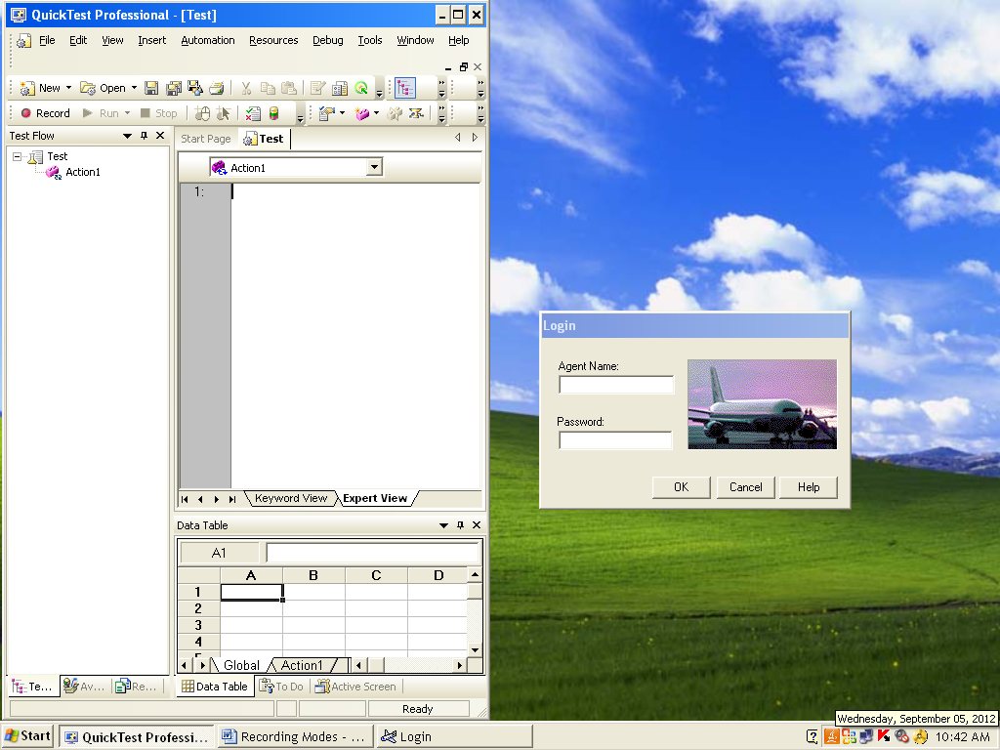 QuickTest Professional - [Test]
File Edit View Insert Automation Resources Debug Tools Window Help
New Open
Record Run Stop
Test Flow
Test
Action1
Start Page Test
Action1
1:
Keyword View Expert View
Data Table
A1
A B C D
1
2
3
4
Global Action1
Te... Av... Re...
Data Table To Do Active Screen
Ready
Login
Agent Name:
Password:
OK Cancel Help
Wednesday, September 05, 2012
Start QuickTest Professi... Recording Modes - ... Login 10:42 AM